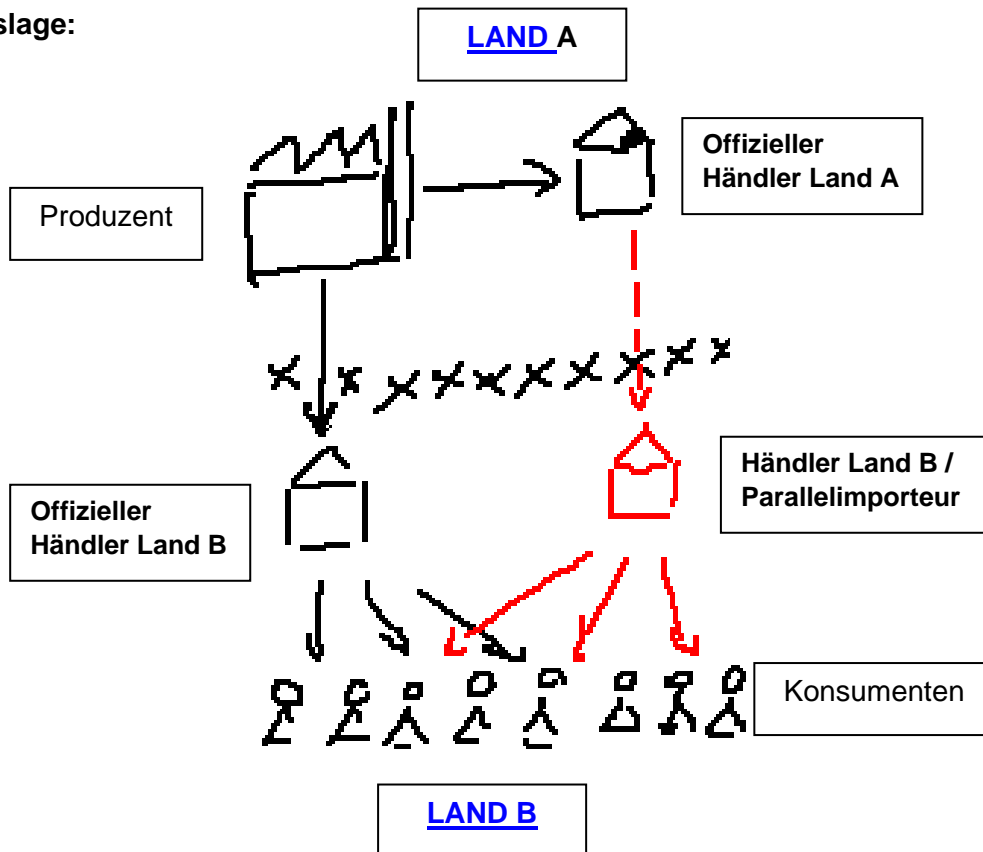 slage:
LAND A
Offizieller
Händler Land A
Produzent
Händler Land B /
Parallelimporteur
Offizieller
Händler Land B
Konsumenten
LAND B